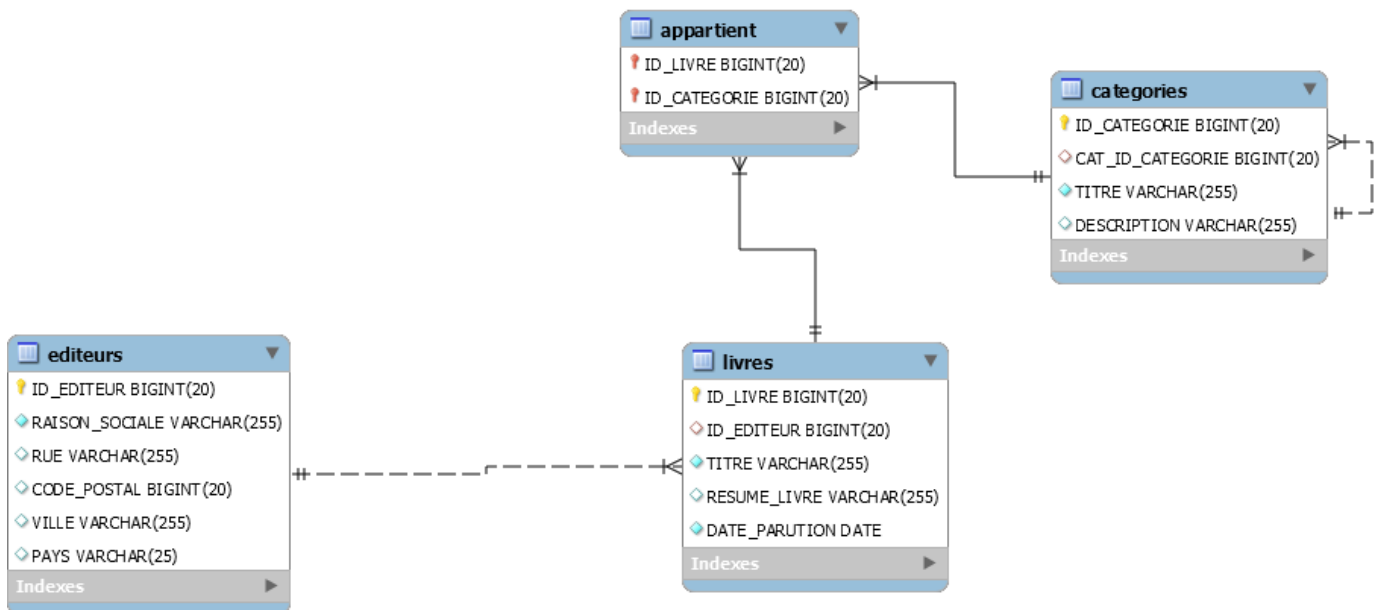 appartient
ID_LIVRE BIGINT(20)
ID_CATEGORIE BIGINT(20)
Indexes
categories
ID_CATEGORIE BIGINT(20)
CAT_ID_CATEGORIE BIGINT(20)
TITRE VARCHAR(255)
DESCRIPTION VARCHAR(255)
Indexes
editeurs
ID_EDITEUR BIGINT(20)
RAISON_SOCIALE VARCHAR(255)
RUE VARCHAR(255)
CODE_POSTAL BIGINT(20)
VILLE VARCHAR(255)
PAYS VARCHAR(25)
Indexes
livres
ID_LIVRE BIGINT(20)
ID_EDITEUR BIGINT(20)
TITRE VARCHAR(255)
RESUME_LIVRE VARCHAR(255)
DATE_PARUTION DATE
Indexes